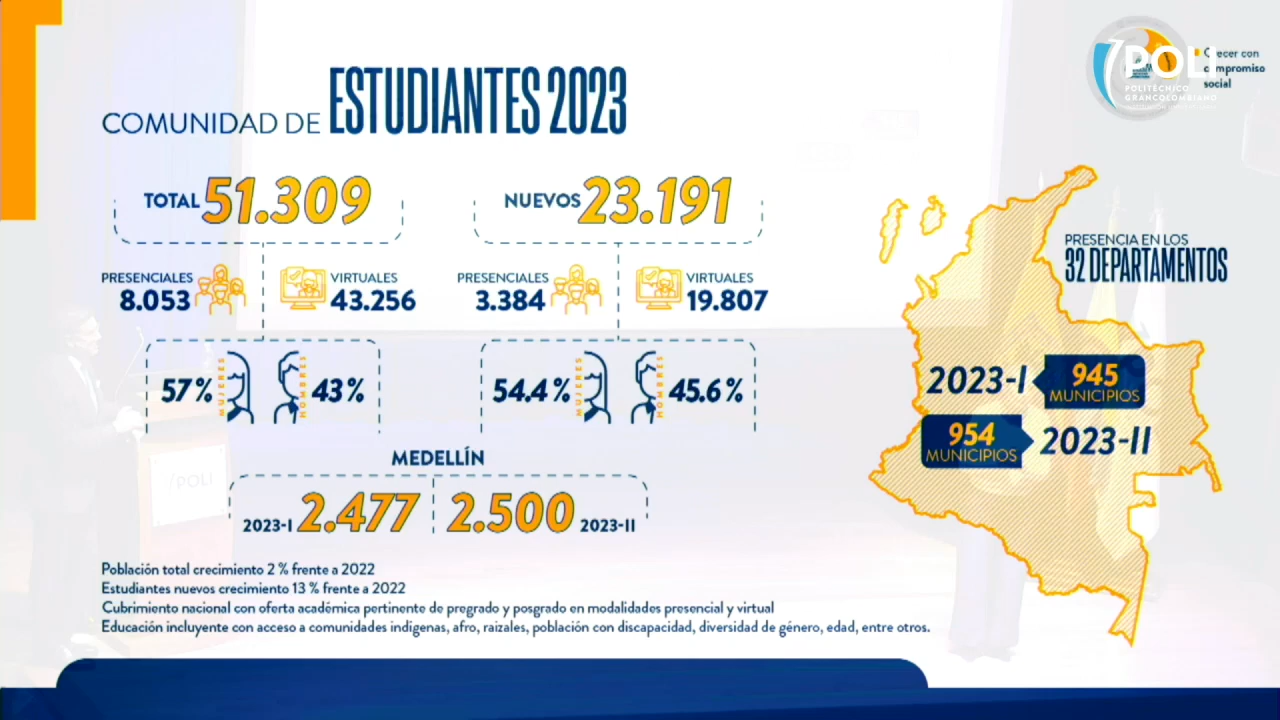 COMUNIDAD DE ESTUDIANTES 2023
POLI
POLITÉCNICO
GRANCOLOMBIANO
Crecer con
compromiso
social
TOTAL 51.309
NUEVOS 23.191
PRESENCIALES
8.053
VIRTUALES
43.256
PRESENCIALES
3.384
VIRTUALES
19.807
57% MUJERES
HOMBRES 43%
54.4% MUJERES
HOMBRES 45.6%
MEDELLÍN
2023-I 2.477
2.500 2023-II
PRESENCIA EN LOS
32 DEPARTAMENTOS
2023-I 945
MUNICIPIOS
954
MUNICIPIOS 2023-II
Población total crecimiento 2 % frente a 2022
Estudiantes nuevos crecimiento 13 % frente a 2022
Cubrimiento nacional con oferta académica pertinente de pregrado y posgrado en modalidades presencial y virtual
Educación incluyente con acceso a comunidades indígenas, afro, raizales, población con discapacidad, diversidad de género, edad, entre otros.
/POLI